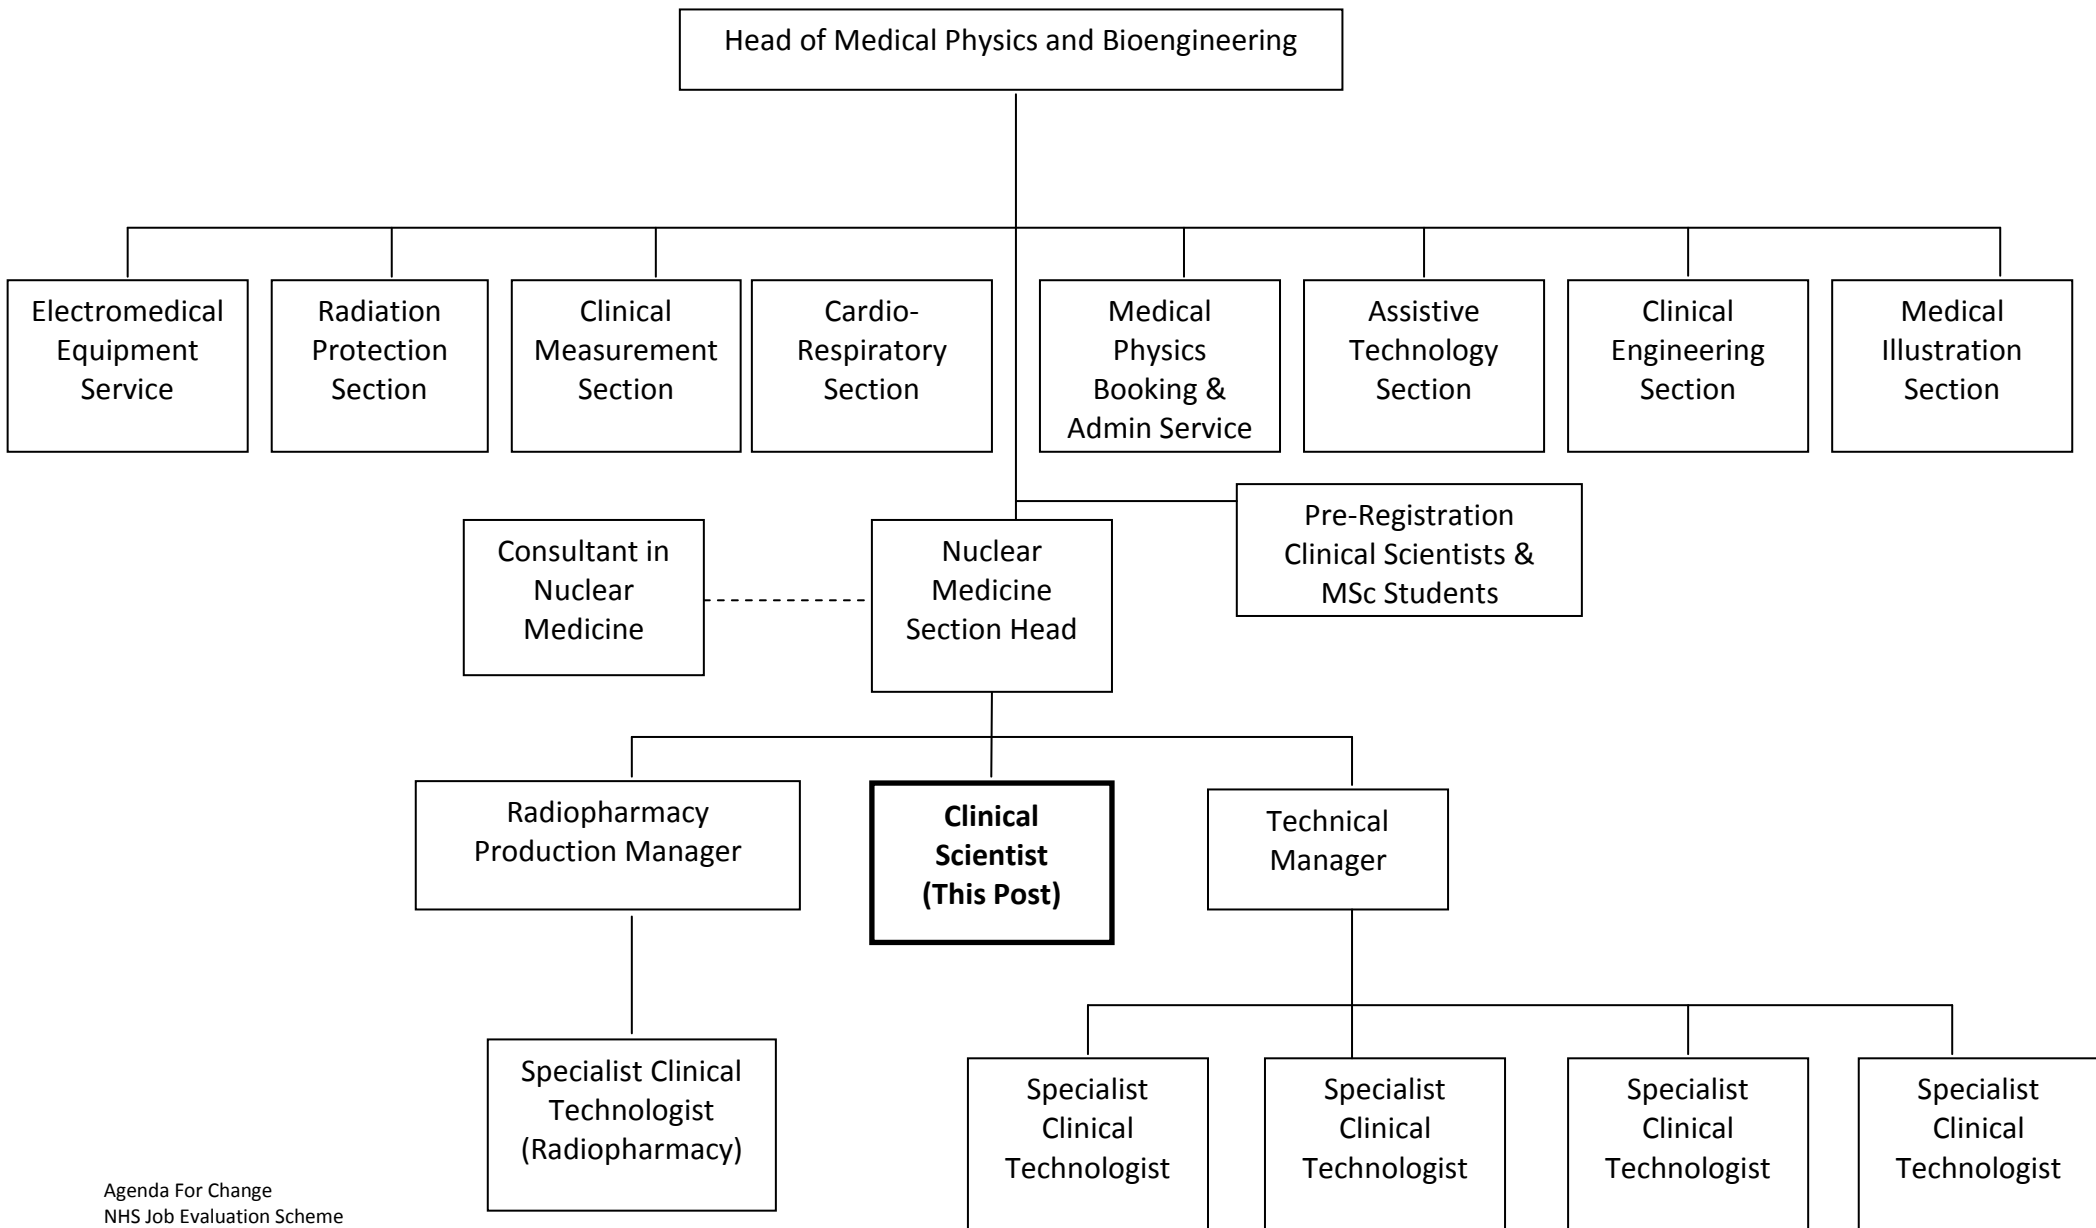 Head of Medical Physics and Bioengineering
Electromedical
Equipment
Service
Radiation
Protection
Section
Clinical
Measurement
Section
Cardio-
Respiratory
Section
Medical
Physics
Booking &
Admin Service
Assistive
Technology
Section
Clinical
Engineering
Section
Medical
Illustration
Section
Consultant in
Nuclear
Medicine
Nuclear
Medicine
Section Head
Pre-Registration
Clinical Scientists &
MSc Students
Radiopharmacy
Production Manager
Clinical
Scientist
(This Post)
Technical
Manager
Specialist Clinical
Technologist
(Radiopharmacy)
Specialist
Clinical
Technologist
Specialist
Clinical
Technologist
Specialist
Clinical
Technologist
Specialist
Clinical
Technologist
Agenda For Change
NHS Job Evaluation Scheme